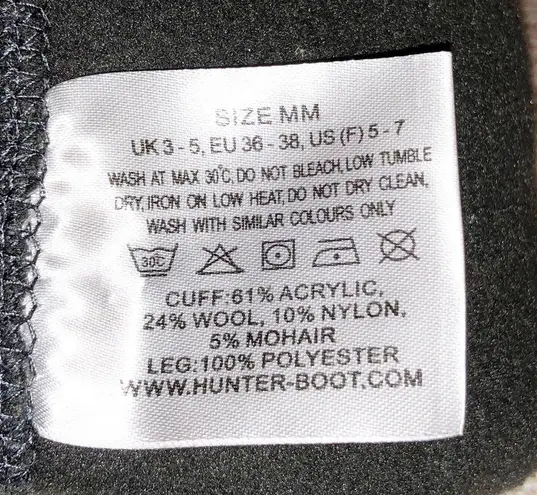 SIZE MM
UK 3 - 5, EU 36 - 38, US (F) 5 - 7
WASH AT MAX 30°C, DO NOT BLEACH, LOW TUMBLE
DRY, IRON ON LOW HEAT, DO NOT DRY CLEAN,
WASH WITH SIMILAR COLOURS ONLY
30°C
CUFF: 61% ACRYLIC,
24% WOOL, 10% NYLON,
5% MOHAIR
LEG: 100% POLYESTER
WWW.HUNTER-BOOT.COM